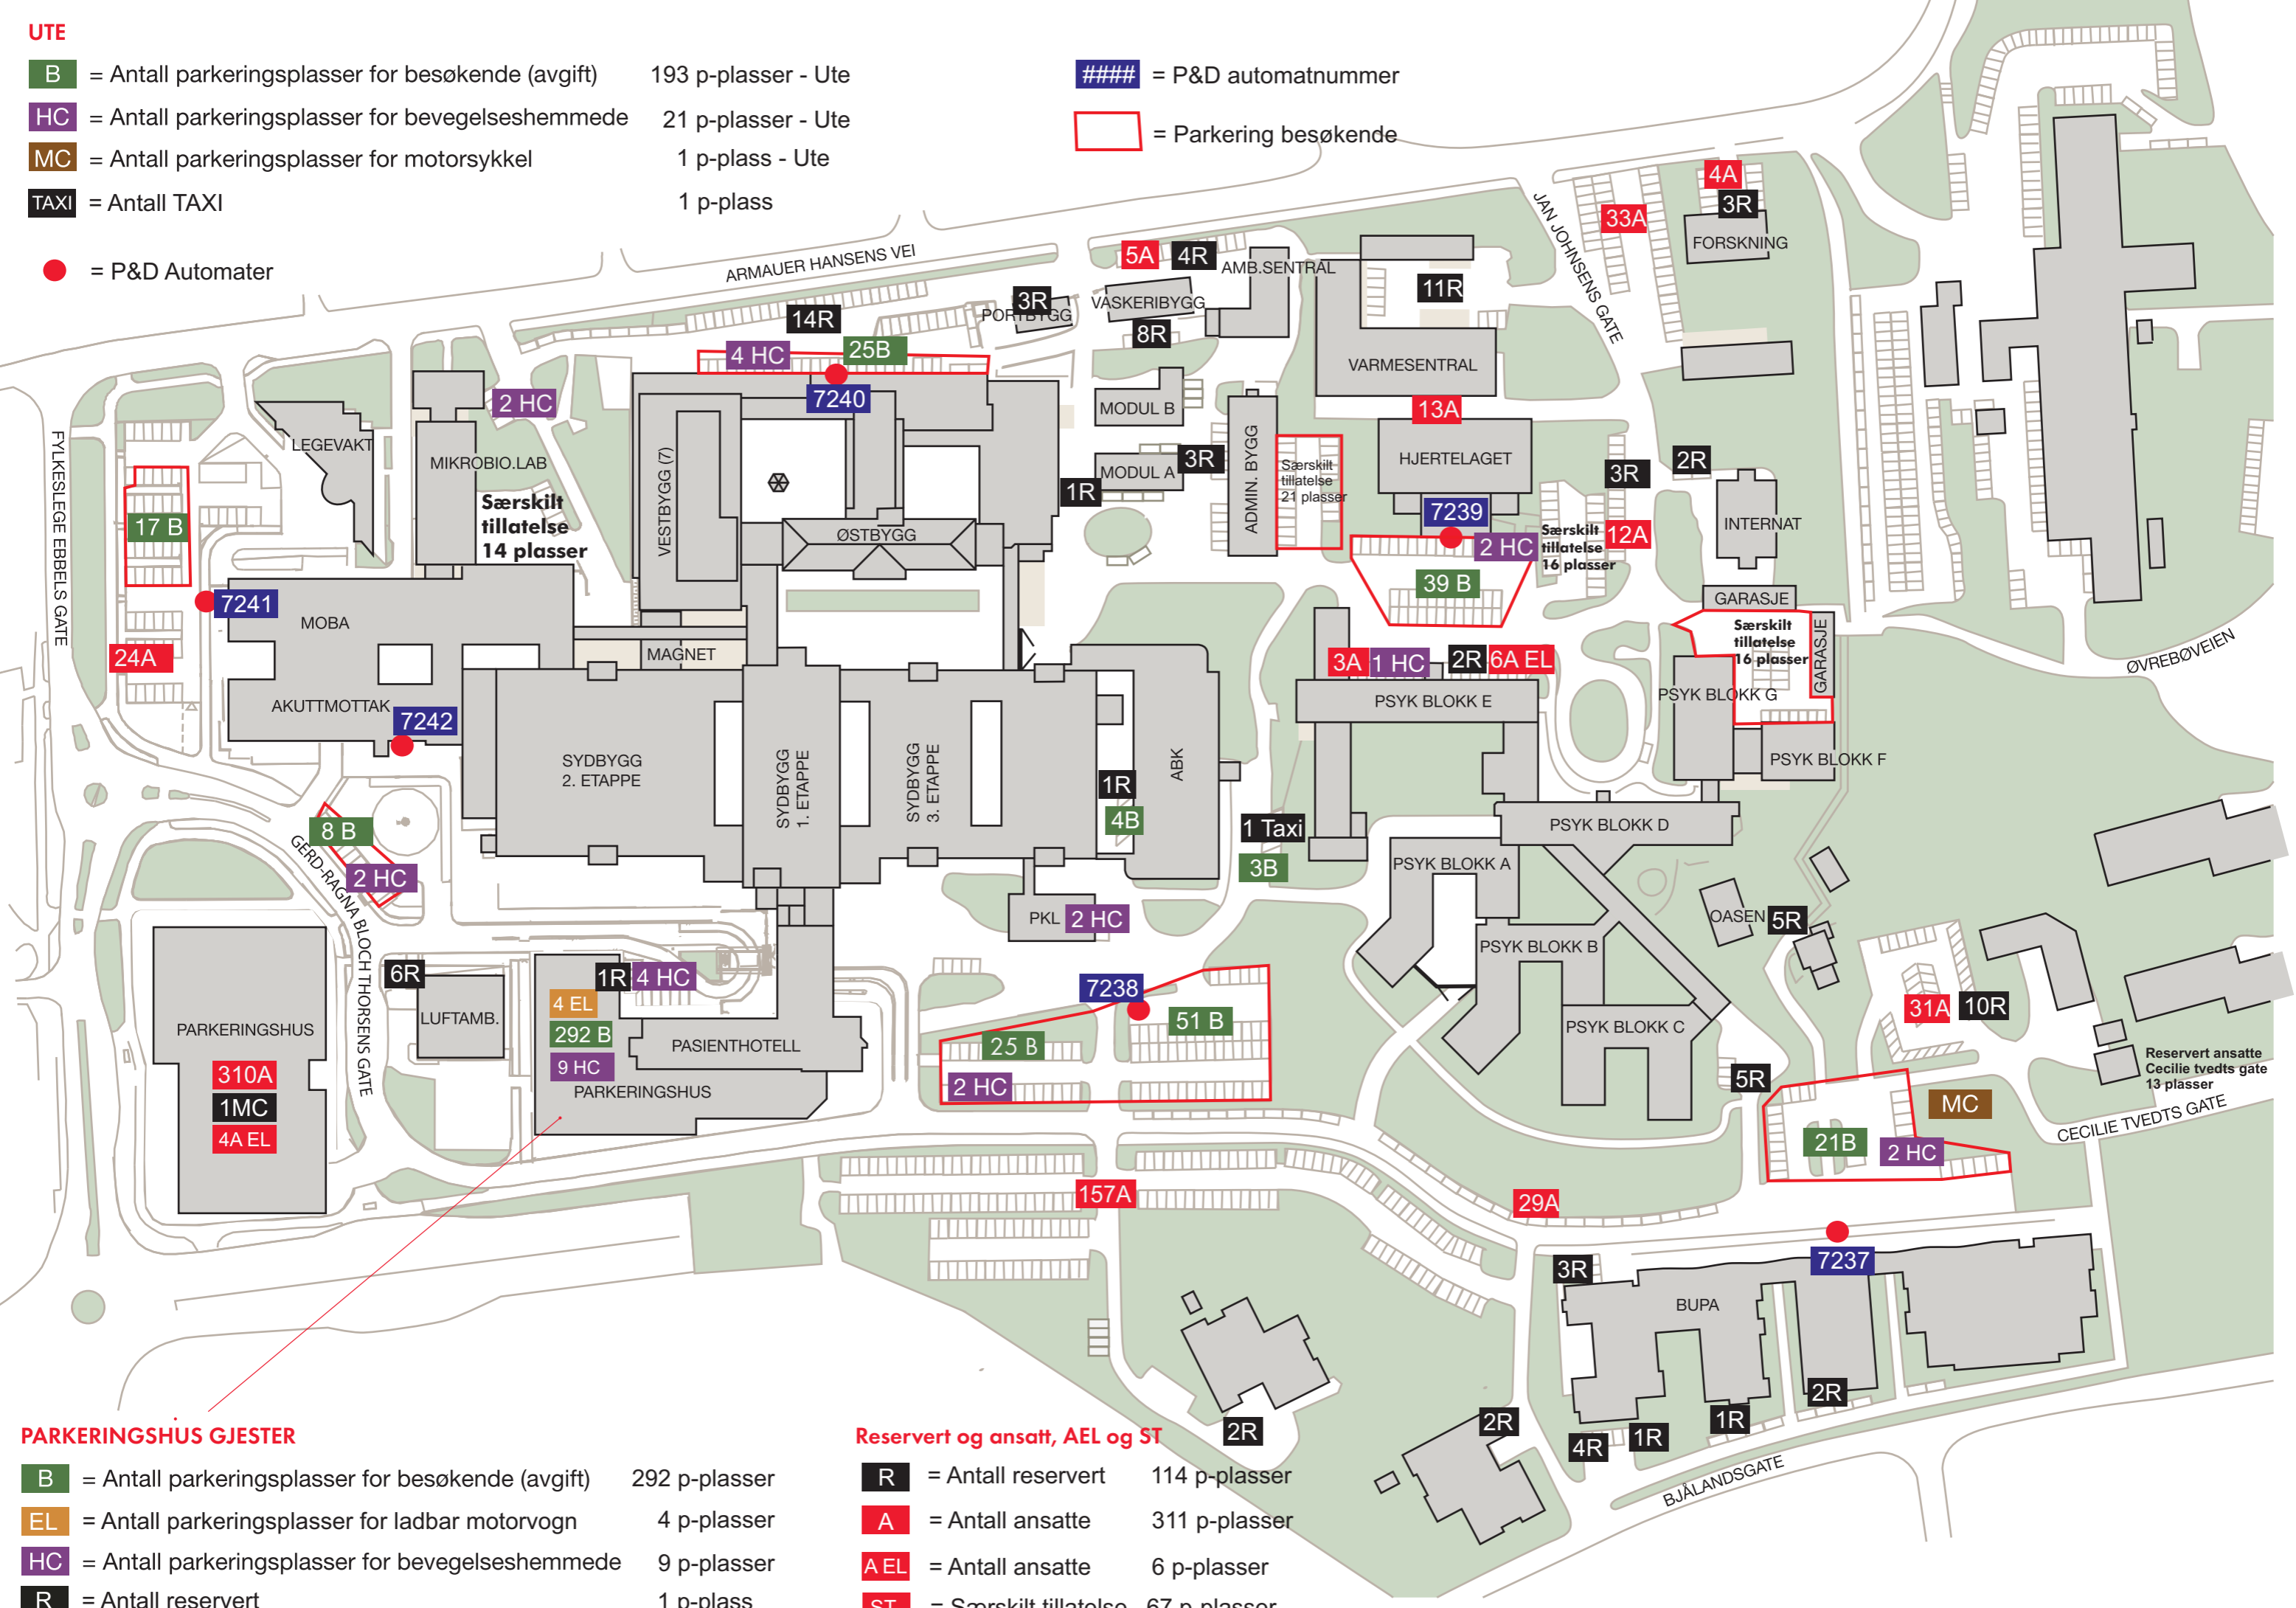 UTE
B = Antall parkeringsplasser for besøkende (avgift) 193 p-plasser - Ute
HC = Antall parkeringsplasser for bevegelseshemmede 21 p-plasser - Ute
MC = Antall parkeringsplasser for motorsykkel 1 p-plass - Ute
TAXI = Antall TAXI 1 p-plass
= P&D Automater
#### = P&D automatnummer
= Parkering besøkende
ARMAUER HANSENS VEI
JAN JOHNSENS GATE
4A
3R
33A
FORSKNING
5A
4R
AMB.SENTRAL
3R
PORTBYGG
VASKERIBYGG
8R
11R
14R
4 HC
25B
7240
VARMESENTRAL
13A
MODUL B
MODUL A
3R
1R
ADMIN. BYGG
Særskilt
tillatelse
21 plasser
HJERTELAGET
7239
2 HC
39 B
Særskilt
tillatelse
16 plasser
3R
12A
2R
INTERNAT
GARASJE
GARASJE
Særskilt
tillatelse
16 plasser
FYLKESLEGE EBBELS GATE
LEGEVAKT
2 HC
MIKROBIO.LAB
Særskilt
tillatelse
14 plasser
VESTBYGG (7)
ØSTBYGG
17 B
7241
24A
MOBA
MAGNET
AKUTTMOTTAK
7242
3A
1 HC
2R
6A EL
PSYK BLOKK E
PSYK BLOKK G
PSYK BLOKK F
ØVREBØVEIEN
SYDBYGG
2. ETAPPE
SYDBYGG
1. ETAPPE
SYDBYGG
3. ETAPPE
ABK
1R
4B
1 Taxi
3B
PSYK BLOKK D
PSYK BLOKK A
PSYK BLOKK B
PSYK BLOKK C
OASEN
5R
8 B
2 HC
GERD-RAGNA BLOCH THORSENS GATE
PKL
2 HC
6R
LUFTAMB.
1R
4 HC
4 EL
292 B
9 HC
PASIENTHOTELL
PARKERINGSHUS
PARKERINGSHUS
310A
1MC
4A EL
7238
51 B
25 B
2 HC
31A
10R
5R
MC
21B
2 HC
Reservert ansatte
Cecilie tvedts gate
13 plasser
CECILIE TVEDTS GATE
157A
29A
7237
3R
BUPA
2R
1R
1R
4R
2R
2R
BJÅLANDSGATE
PARKERINGSHUS GJESTER
B = Antall parkeringsplasser for besøkende (avgift) 292 p-plasser
EL = Antall parkeringsplasser for ladbar motorvogn 4 p-plasser
HC = Antall parkeringsplasser for bevegelseshemmede 9 p-plasser
R = Antall reservert 1 p-plass
Reservert og ansatt, AEL og ST
R = Antall reservert 114 p-plasser
A = Antall ansatte 311 p-plasser
A EL = Antall ansatte 6 p-plasser
ST = Særskilt tillatelse 67 p-plasser